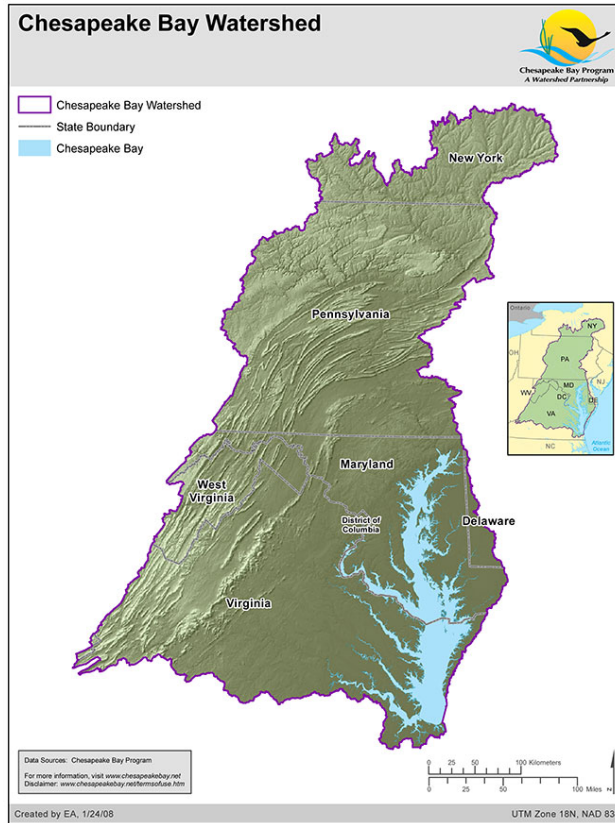 Chesapeake Bay Watershed
Chesapeake Bay Program
A Watershed Partnership
Chesapeake Bay Watershed
State Boundary
Chesapeake Bay
New York
Pennsylvania
Maryland
West
Virginia
District of
Columbia
Delaware
Virginia
Ontario
NY
OH
PA
NJ
MD
WV
DC
DE
VA
Atlantic
Ocean
NC
Data Sources: Chesapeake Bay Program
For more information, visit www.chesapeakebay.net
Disclaimer: www.chesapeakebay.net/termsofuse.htm
0 25 50 100 Kilometers
0 25 50 100 Miles
N
Created by EA, 1/24/08
UTM Zone 18N, NAD 83